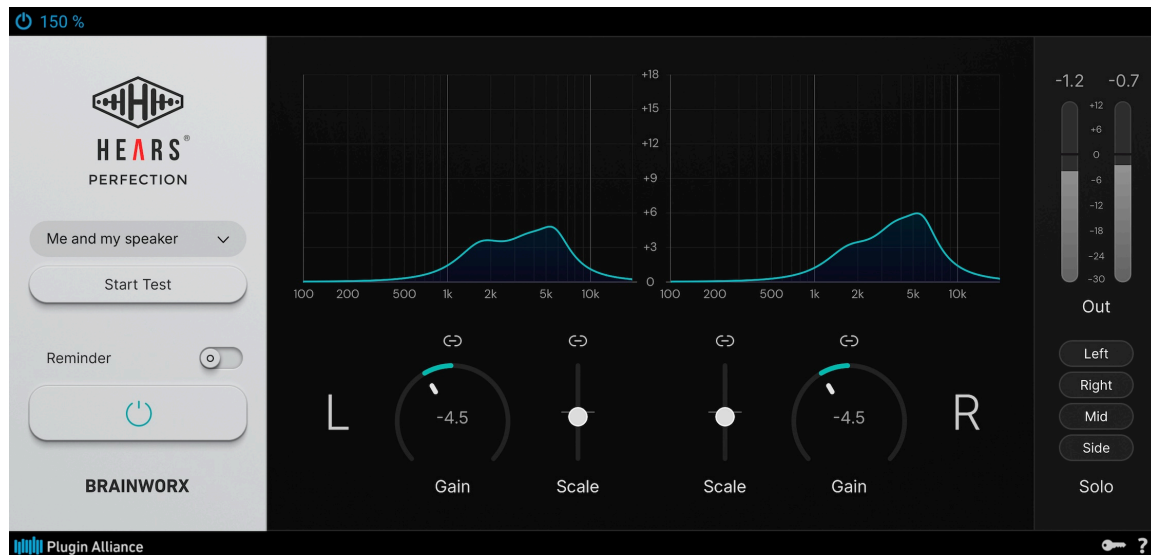 150 %
HEARS®
PERFECTION
Me and my speaker
Start Test
Reminder
BRAINWORX
+18
+15
+12
+9
+6
+3
0
100 200 500 1k 2k 5k 10k
100 200 500 1k 2k 5k 10k
L
-4.5
Gain
Scale
Scale
-4.5
Gain
R
-1.2 -0.7
+12
+6
0
-6
-12
-18
-24
-30
Out
Left
Right
Mid
Side
Solo
Plugin Alliance
?